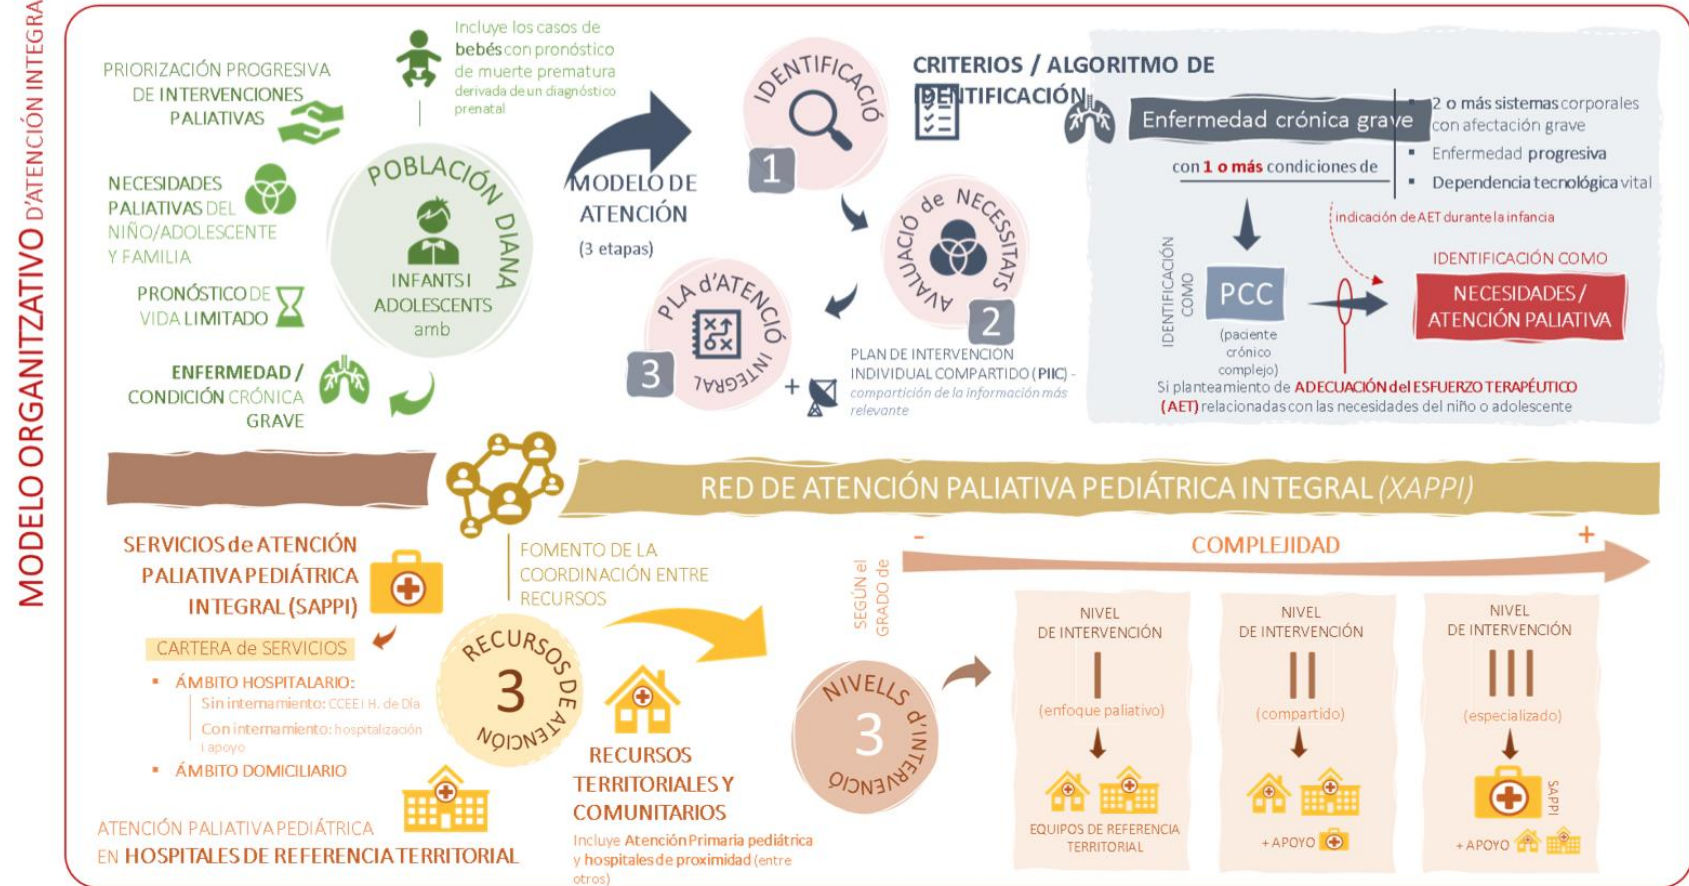 MODELO ORGANITZATIVO D'ATENCIÓN INTEGRA
PRIORIZACIÓN PROGRESIVA
DE INTERVENCIONES
PALIATIVAS
Incluye los casos de
bebés con pronóstico
de muerte prematura
derivada de un diagnóstico
prenatal
NECESIDADES
PALIATIVAS DEL
NIÑO/ADOLESCENTE
Y FAMILIA
PRONÓSTICO DE
VIDA LIMITADO
ENFERMEDAD /
CONDICIÓN CRÓNICA
GRAVE
POBLACIÓN DIANA
INFANTS I
ADOLESCENTS
amb
MODELO DE
ATENCIÓN
(3 etapas)
IDENTIFICACIÓ
1
AVALUACIÓ de NECESSITATS
2
PLA d'ATENCIÓ INTEGRAL
3
+
PLAN DE INTERVENCIÓN
INDIVIDUAL COMPARTIDO (PIIC) -
compartición de la información más
relevante
CRITERIOS / ALGORITMO DE
IDENTIFICACIÓN
Enfermedad crónica grave
con 1 o más condiciones de
▪ 2 o más sistemas corporales
con afectación grave
▪ Enfermedad progresiva
▪ Dependencia tecnológica vital
indicación de AET durante la infancia
IDENTIFICACIÓN
COMO
PCC
(paciente
crónico
complejo)
IDENTIFICACIÓN COMO
NECESIDADES /
ATENCIÓN PALIATIVA
Si planteamiento de ADECUACIÓN del ESFUERZO TERAPÉUTICO
(AET) relacionadas con las necesidades del niño o adolescente
RED DE ATENCIÓN PALIATIVA PEDIÁTRICA INTEGRAL (XAPPI)
SERVICIOS de ATENCIÓN
PALIATIVA PEDIÁTRICA
INTEGRAL (SAPPI)
CARTERA de SERVICIOS
▪ ÁMBITO HOSPITALARIO:
Sin internamiento: CCEE I H. de Día
Con internamiento: hospitalización
i apoyo
▪ ÁMBITO DOMICILIARIO
ATENCIÓN PALIATIVA PEDIÁTRICA
EN HOSPITALES DE REFERENCIA TERRITORIAL
FOMENTO DE LA
COORDINACIÓN ENTRE
RECURSOS
RECURSOS DE ATENCIÓN
3
RECURSOS
TERRITORIALES Y
COMUNITARIOS
Incluye Atención Primaria pediátrica
y hospitales de proximidad (entre
otros)
SEGÚN el
GRADO de
- COMPLEJIDAD +
NIVELLS d'INTERVENCIÓ
3
NIVEL
DE INTERVENCIÓN
I
(enfoque paliativo)
EQUIPOS DE REFERENCIA
TERRITORIAL
NIVEL
DE INTERVENCIÓN
II
(compartido)
+ APOYO
NIVEL
DE INTERVENCIÓN
III
(especializado)
SAPPI
+ APOYO